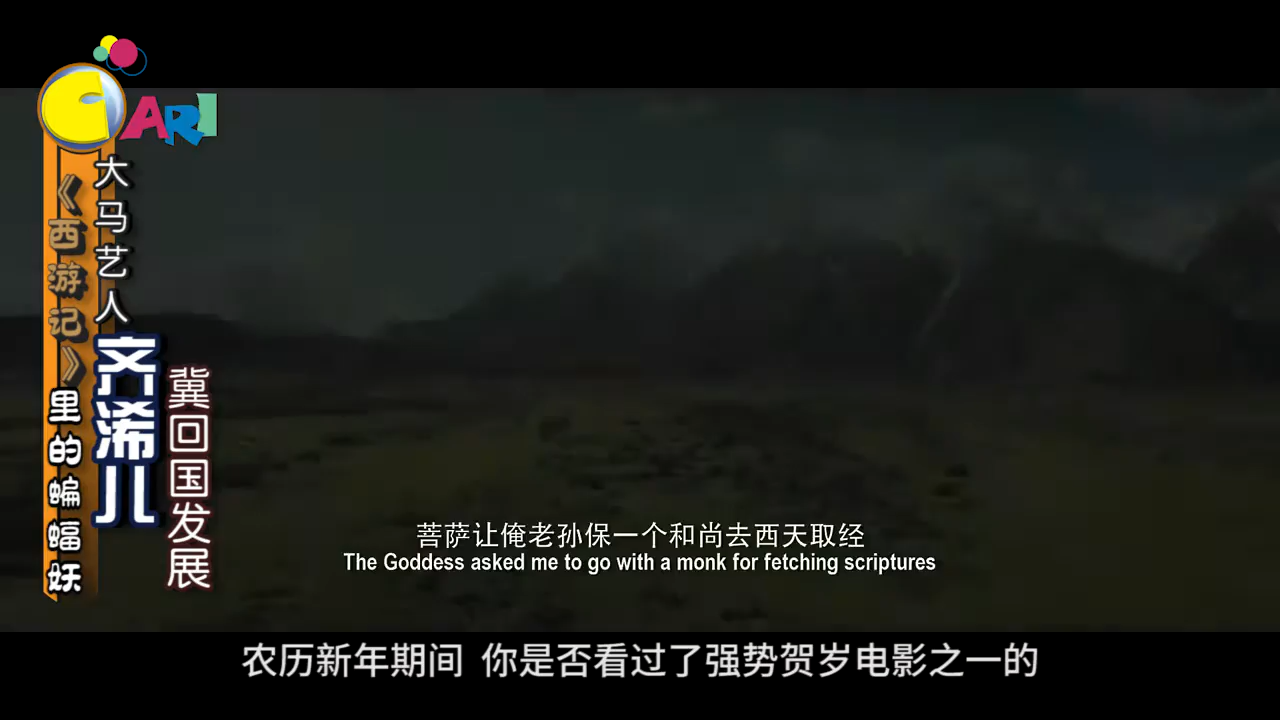 CARI
《西游记》里的蝙蝠妖
大马艺人
齐浠儿
冀回国发展
菩萨让俺老孙保一个和尚去西天取经
The Goddess asked me to go with a monk for fetching scriptures
农历新年期间 你是否看过了强势贺岁电影之一的